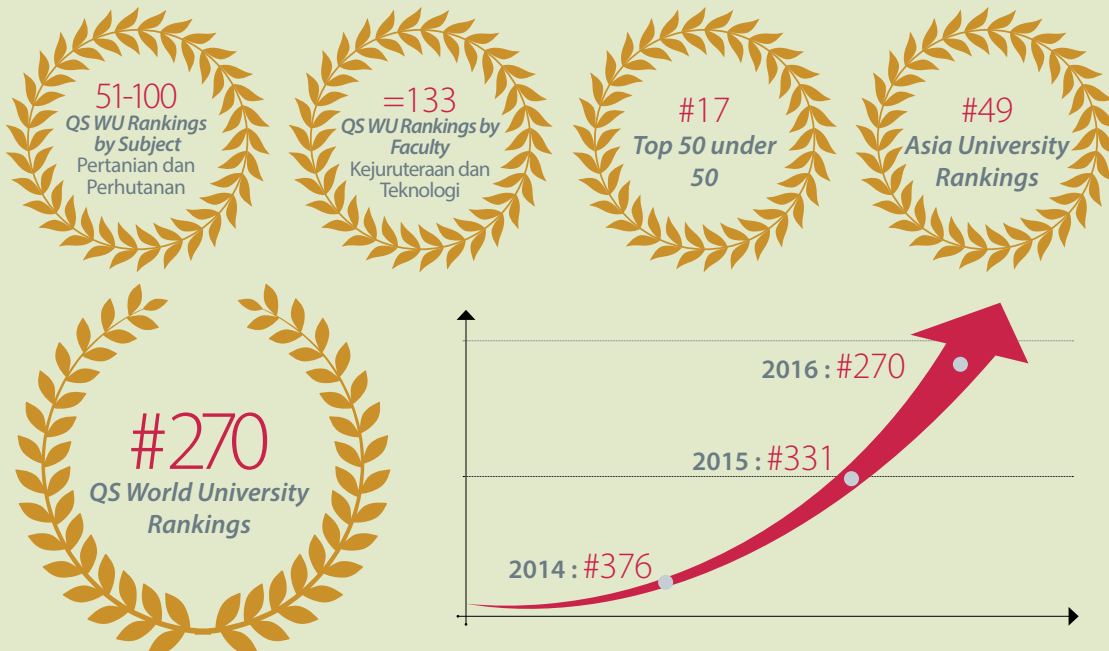 51-100
QS WU Rankings
by Subject
Pertanian dan
Perhutanan
=133
QS WU Rankings by
Faculty
Kejuruteraan dan
Teknologi
#17
Top 50 under
50
#49
Asia University
Rankings
#270
QS World University
Rankings
2016 : #270
2015 : #331
2014 : #376